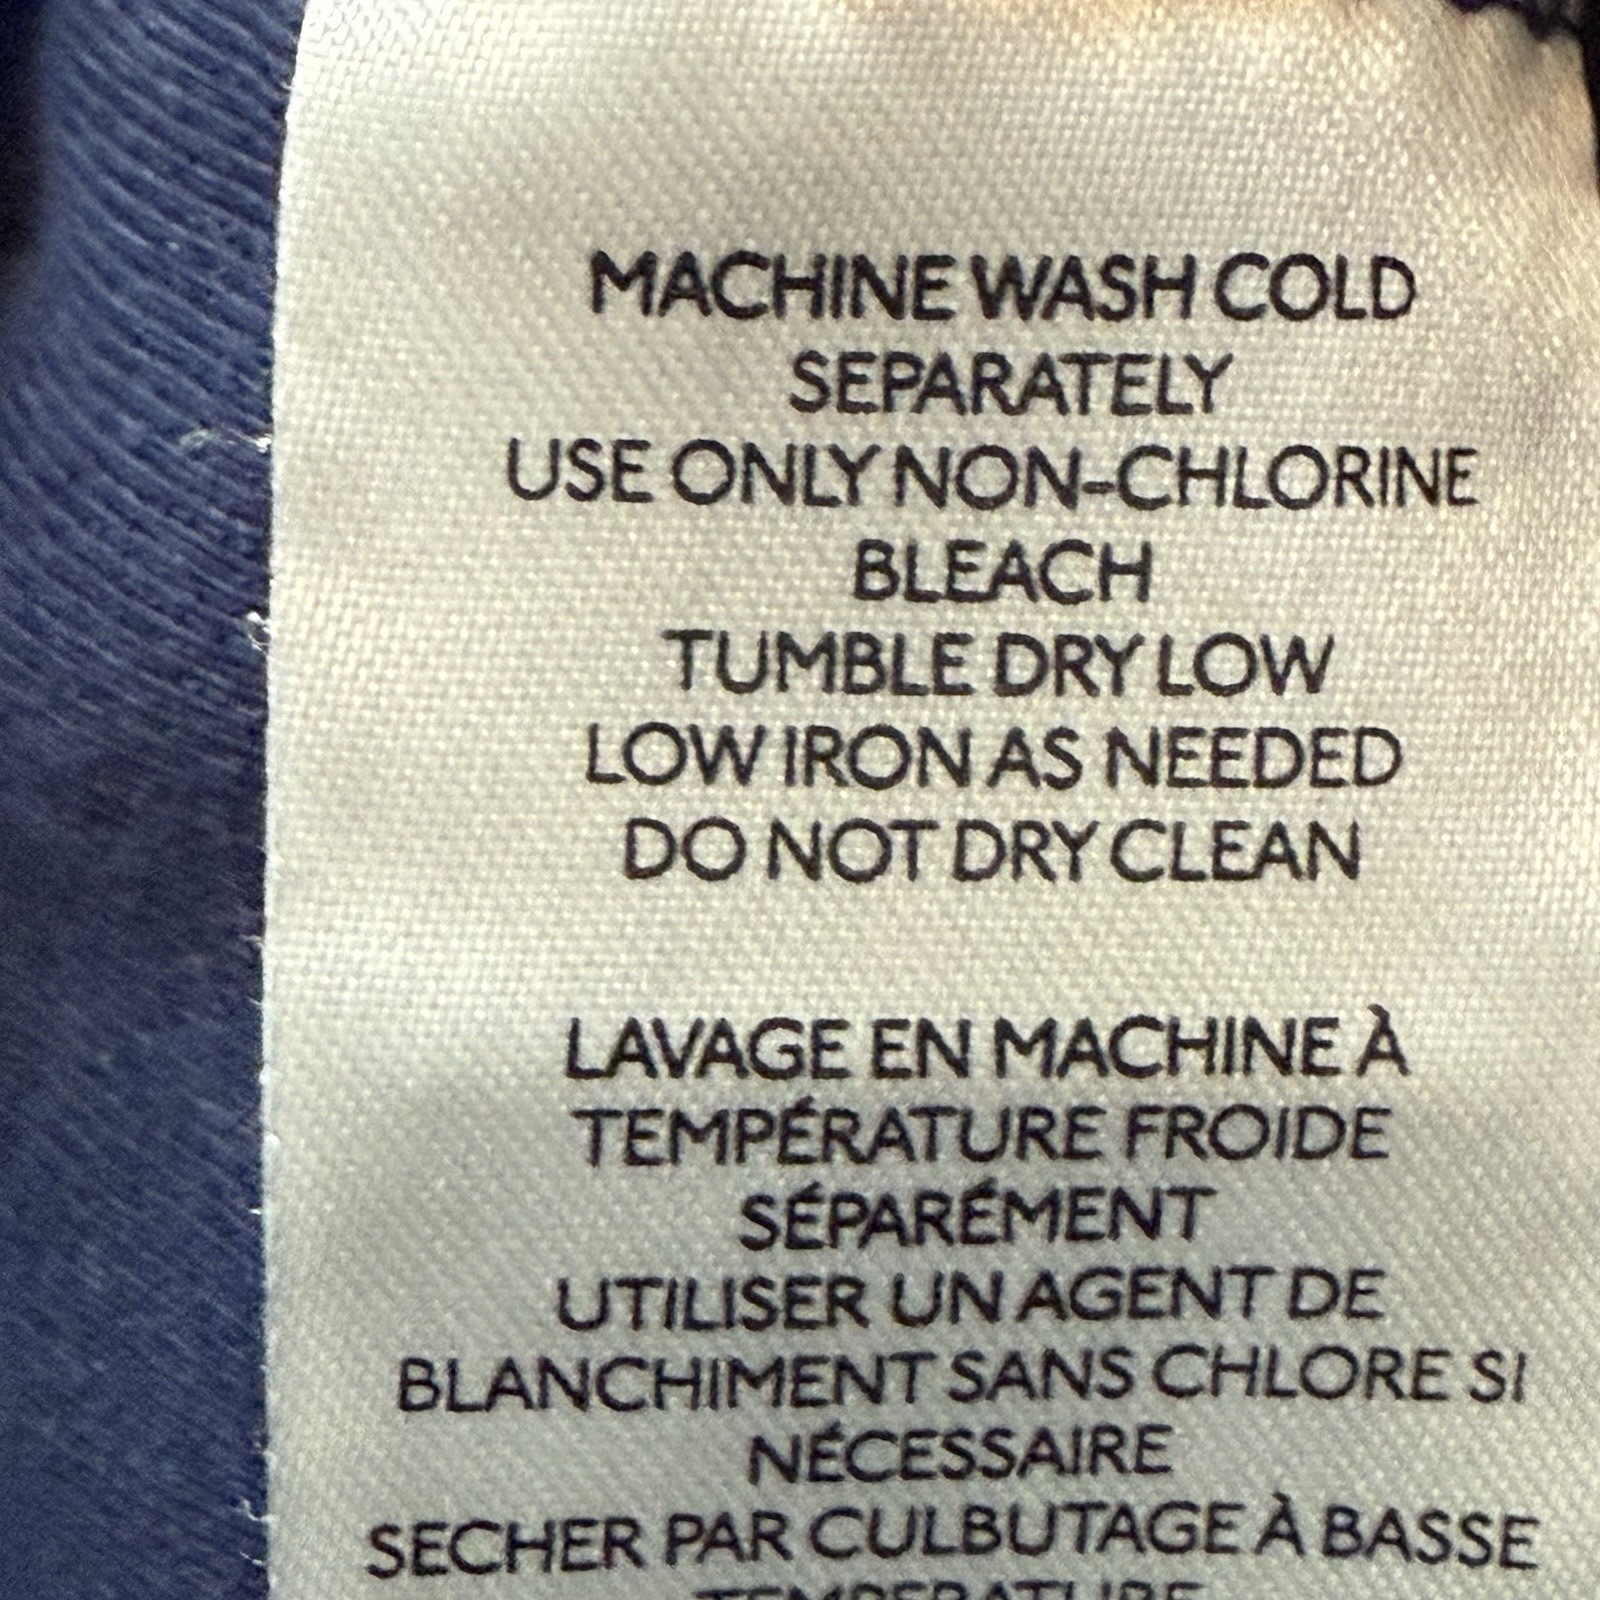 MACHINE WASH COLD
SEPARATELY
USE ONLY NON-CHLORINE
BLEACH
TUMBLE DRY LOW
LOW IRON AS NEEDED
DO NOT DRY CLEAN
LAVAGE EN MACHINE À
TEMPÉRATURE FROIDE
SÉPARÉMENT
UTILISER UN AGENT DE
BLANCHIMENT SANS CHLORE SI
NÉCESSAIRE
SECHER PAR CULBUTAGE À BASSE
TEMPERATURE